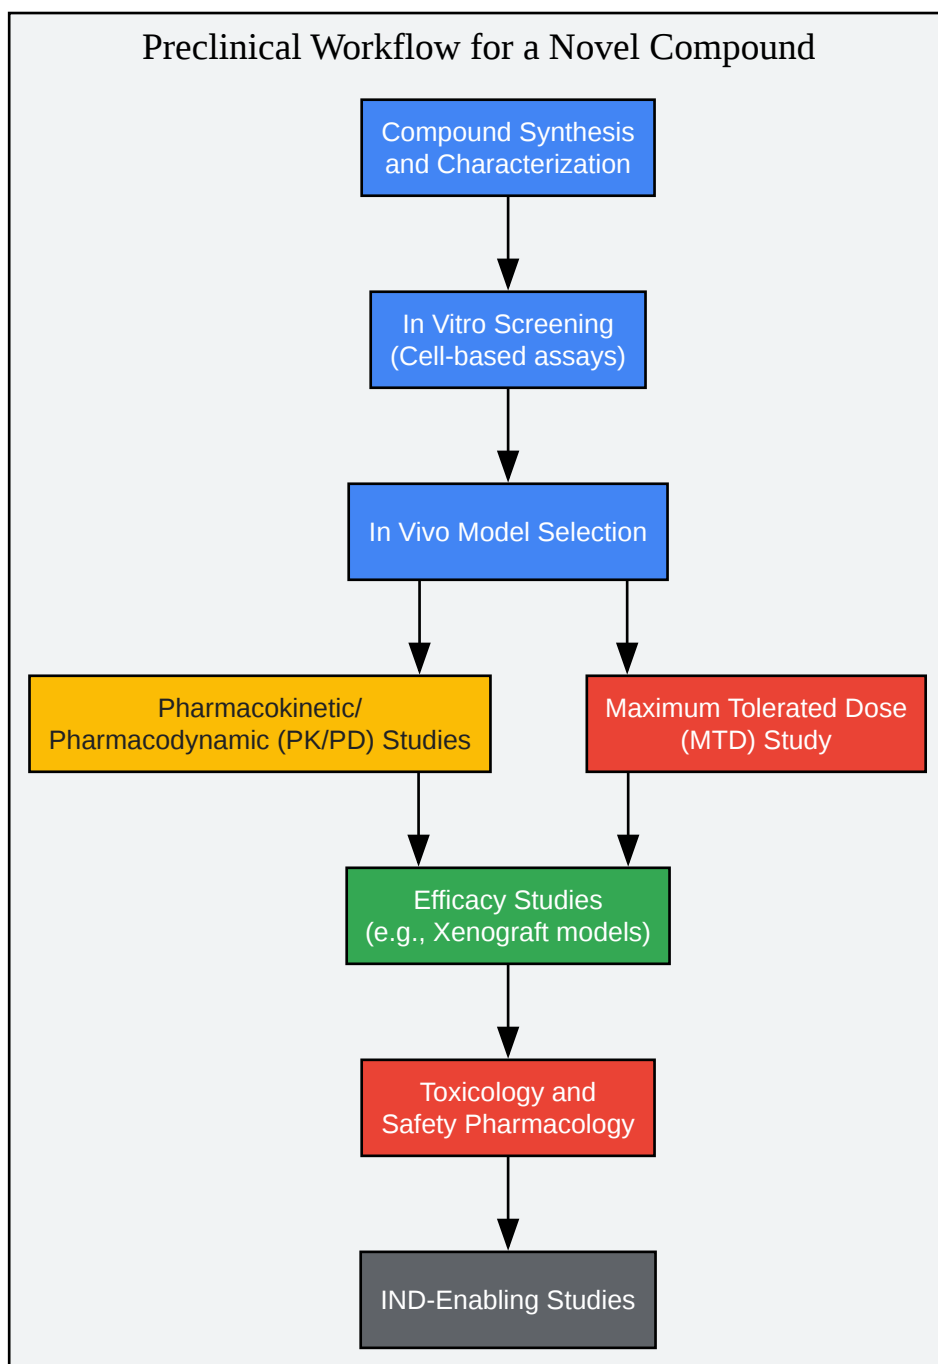 Preclinical Workflow for a Novel Compound
Compound Synthesis
and Characterization
In Vitro Screening
(Cell-based assays)
In Vivo Model Selection
Pharmacokinetic/
Pharmacodynamic (PK/PD) Studies
Maximum Tolerated Dose
(MTD) Study
Efficacy Studies
(e.g., Xenograft models)
Toxicology and
Safety Pharmacology
IND-Enabling Studies